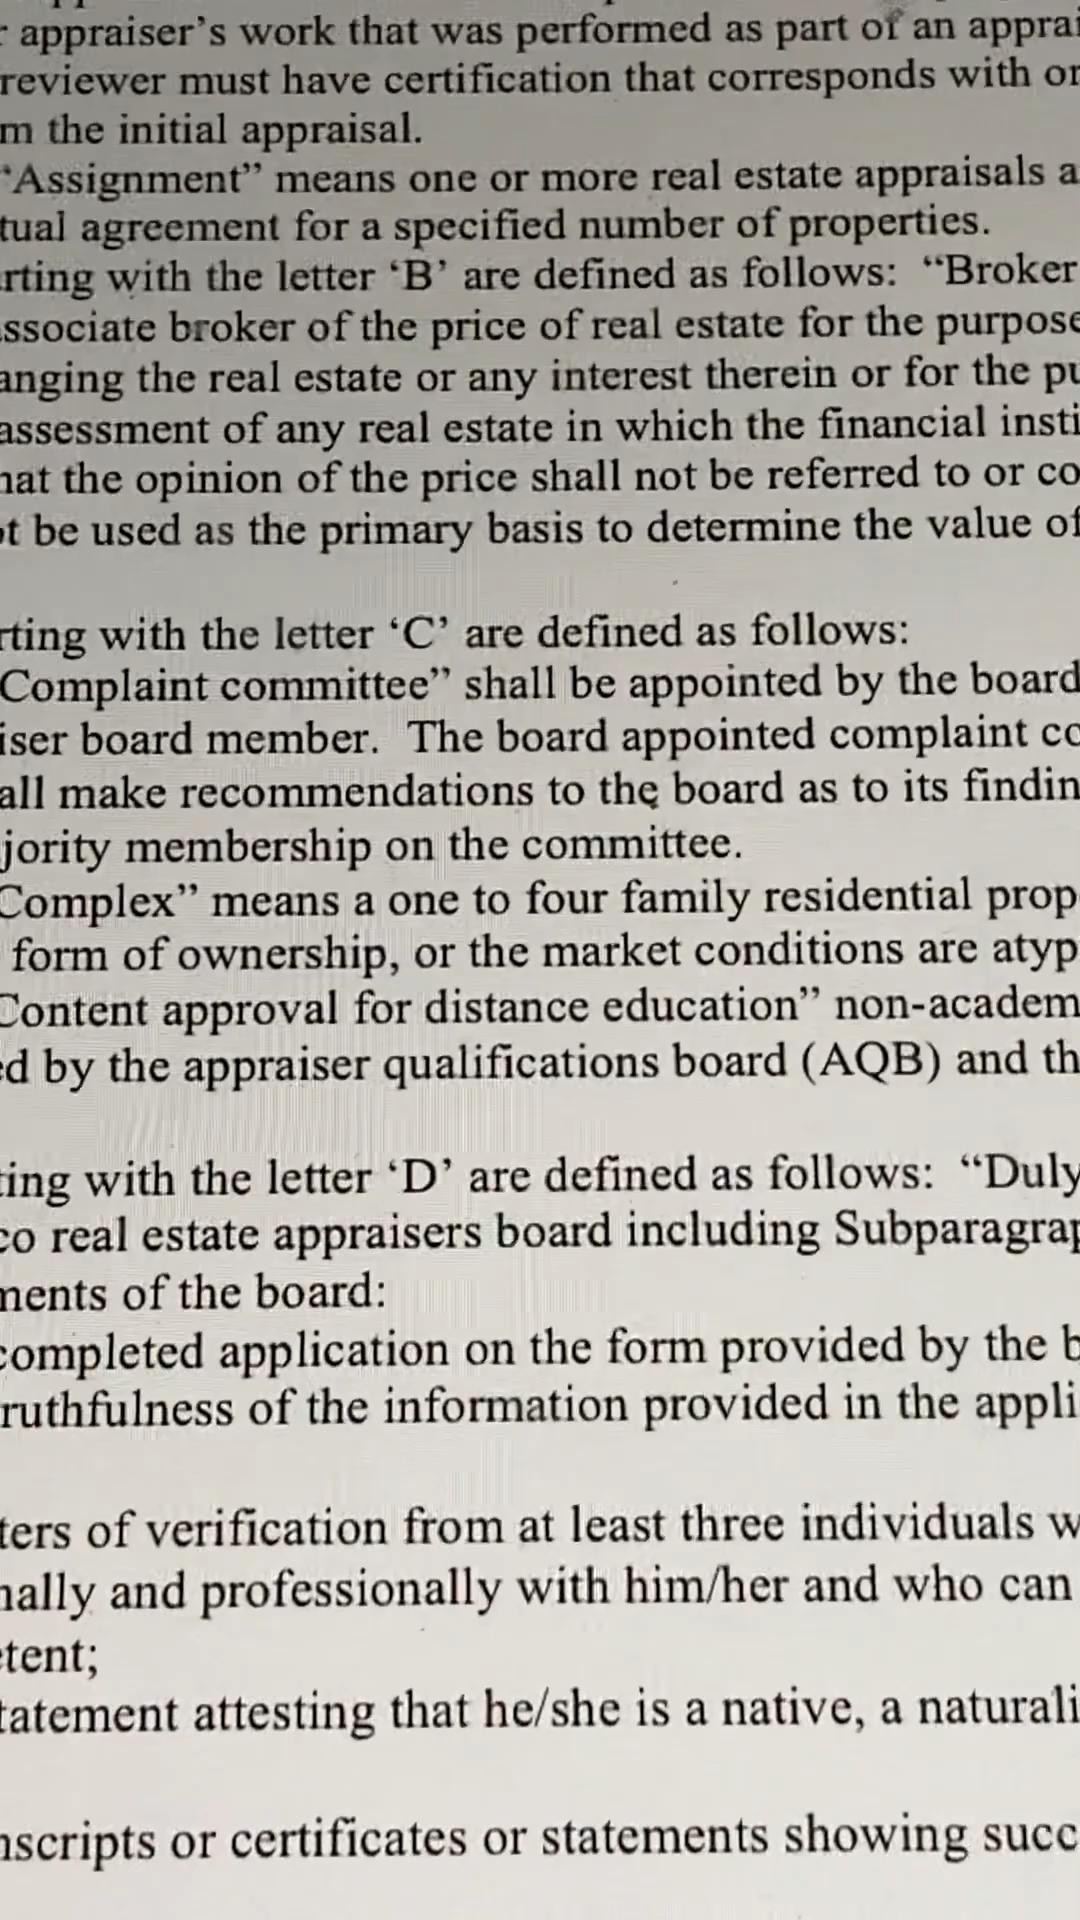 appraiser's work that was performed as part of an apprai
reviewer must have certification that corresponds with or
m the initial appraisal.
“Assignment” means one or more real estate appraisals a
tual agreement for a specified number of properties.
rting with the letter ‘B’ are defined as follows: “Broker
ssociate broker of the price of real estate for the purpose
anging the real estate or any interest therein or for the pu
assessment of any real estate in which the financial insti
hat the opinion of the price shall not be referred to or co
ot be used as the primary basis to determine the value of
rting with the letter ‘C’ are defined as follows:
Complaint committee” shall be appointed by the board
iser board member. The board appointed complaint co
all make recommendations to the board as to its findin
jority membership on the committee.
Complex” means a one to four family residential prop
form of ownership, or the market conditions are atyp
Content approval for distance education” non-academ
ed by the appraiser qualifications board (AQB) and th
ting with the letter ‘D’ are defined as follows: “Duly
co real estate appraisers board including Subparagrap
ments of the board:
completed application on the form provided by the b
ruthfulness of the information provided in the appli
ters of verification from at least three individuals w
nally and professionally with him/her and who can
etent;
tatement attesting that he/she is a native, a naturali
nscripts or certificates or statements showing succ